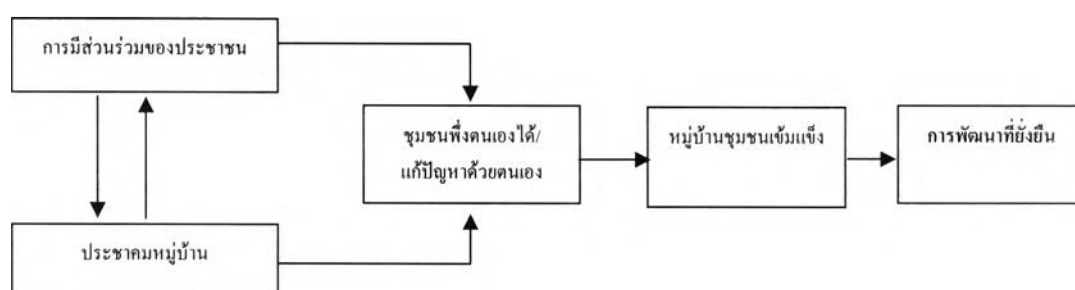 การมีส่วนร่วมของประชาชน
ชุมชนพึ่งตนเองได้/
แก้ปัญหาด้วยตนเอง
หมู่บ้านชุมชนเข้มแข็ง
การพัฒนาที่ยั่งยืน
ประชาคมหมู่บ้าน